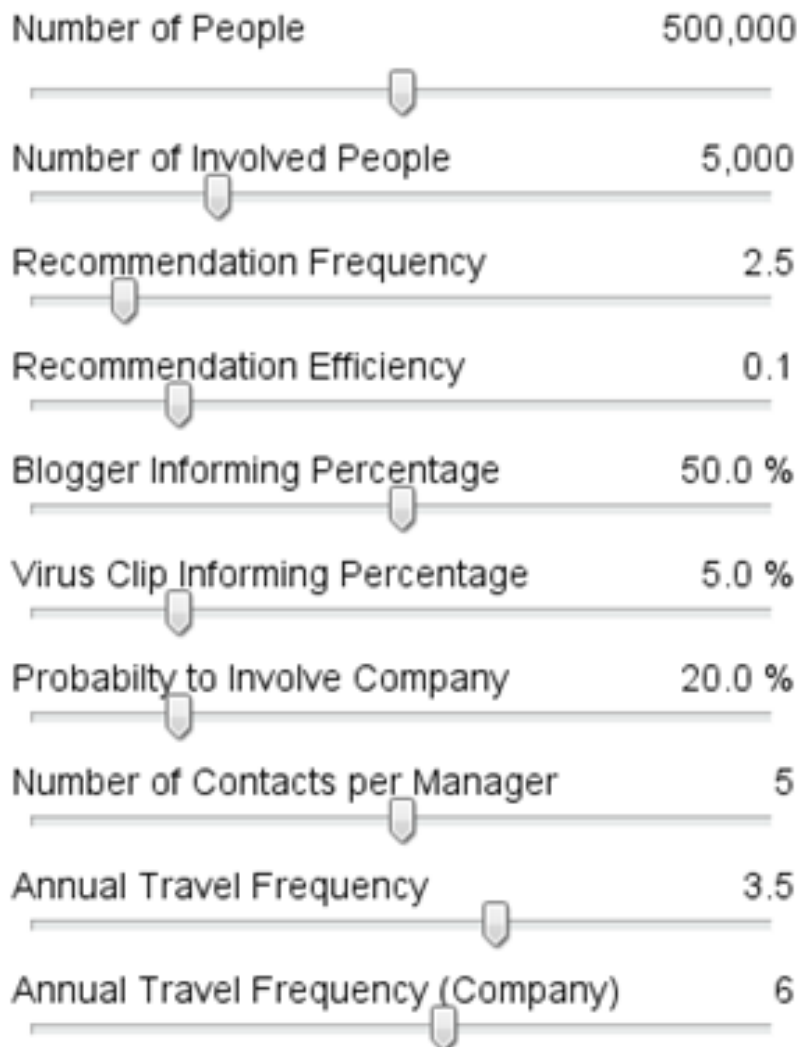 Number of People 500,000
Number of Involved People 5,000
Recommendation Frequency 2.5
Recommendation Efficiency 0.1
Blogger Informing Percentage 50.0 %
Virus Clip Informing Percentage 5.0 %
Probabilty to Involve Company 20.0 %
Number of Contacts per Manager 5
Annual Travel Frequency 3.5
Annual Travel Frequency (Company) 6